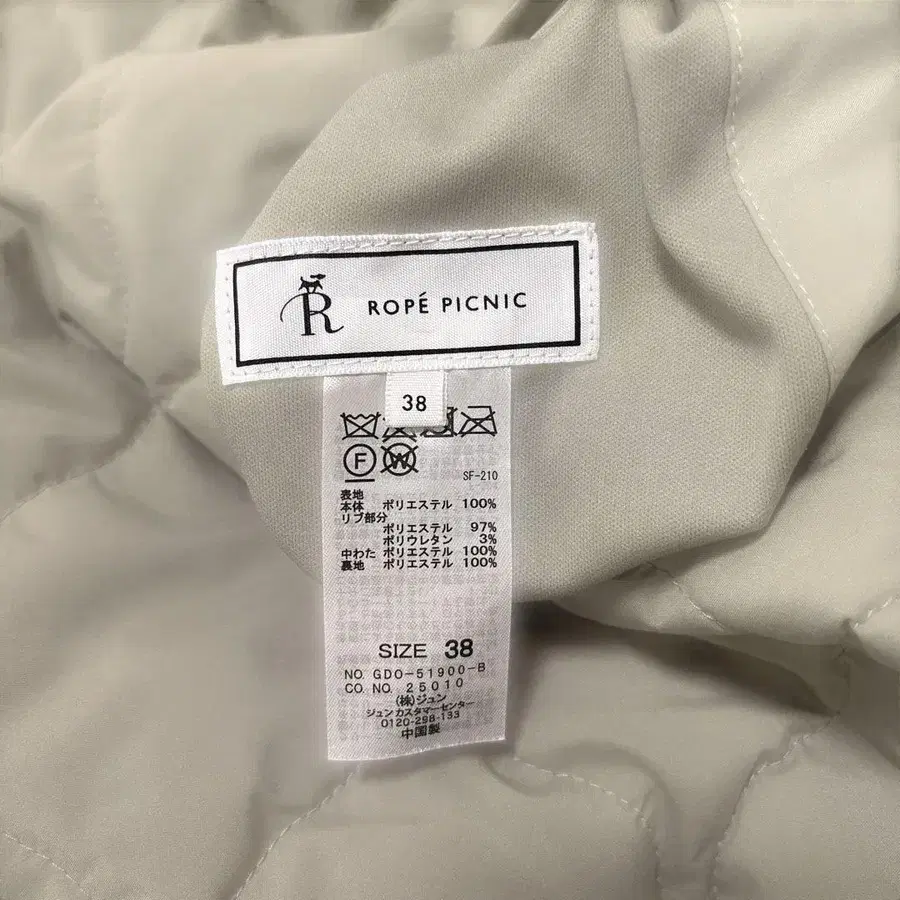 R ROPÉ PICNIC
38
F W
SF-210
表地
本体 ポリエステル 100%
リブ部分
ポリエステル 97%
ポリウレタン 3%
中わた ポリエステル 100%
裏地 ポリエステル 100%
SIZE 38
NO. GDO-51900-B
CO. NO. 25010
(株)ジュン
ジュンカスタマーセンター
0120-298-133
中国製